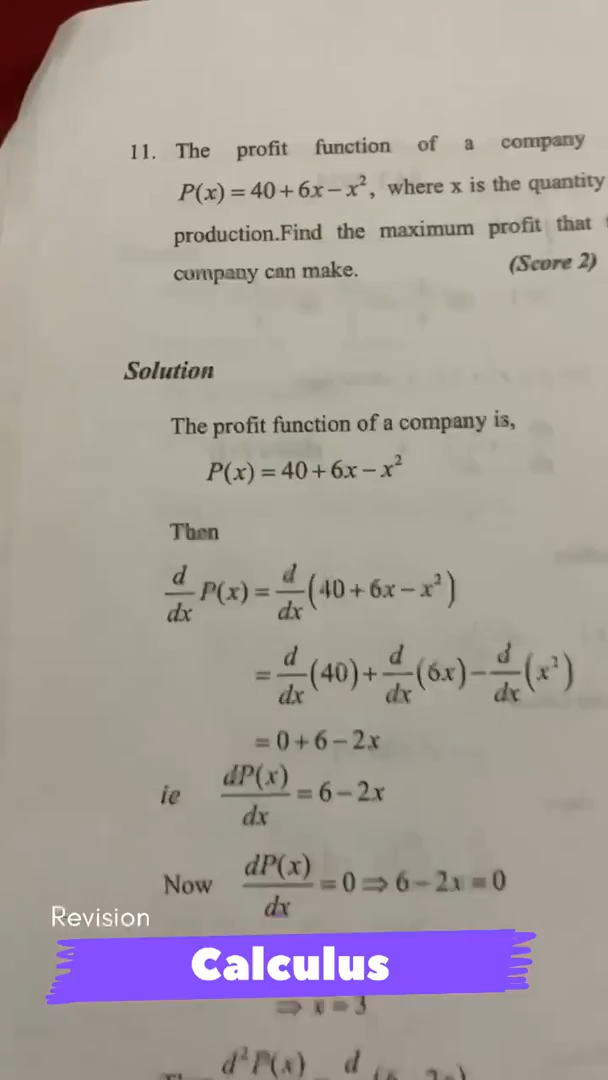 11. The profit function of a company
P(x) = 40 + 6x − x², where x is the quantity
production.Find the maximum profit that
company can make. (Score 2)
Solution
The profit function of a company is,
P(x) = 40 + 6x − x²
Then
d/dx P(x) = d/dx (40 + 6x − x²)
= d/dx (40) + d/dx (6x) − d/dx (x²)
= 0 + 6 − 2x
ie dP(x)/dx = 6 − 2x
Now dP(x)/dx = 0 ⇒ 6 − 2x = 0
Revision
Calculus
⇒ x = 3
d²P(x) d